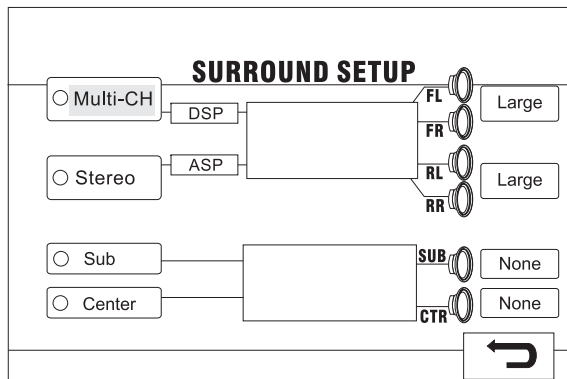 SURROUND SETUP
Multi-CH
DSP
FL
Large
FR
ASP
Stereo
RL
Large
RR
Sub
SUB
None
Center
CTR
None